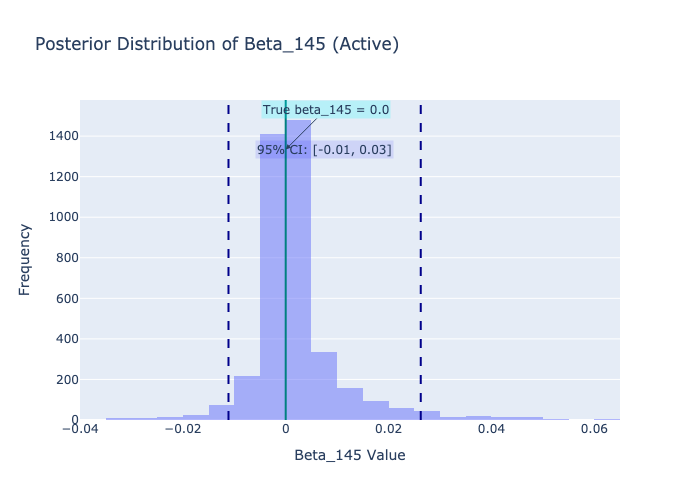 Posterior Distribution of Beta_145 (Active)
True beta_145 = 0.0
95% CI: [-0.01, 0.03]
Frequency
1400
1200
1000
800
600
400
200
0
−0.04
−0.02
0
0.02
0.04
0.06
Beta_145 Value